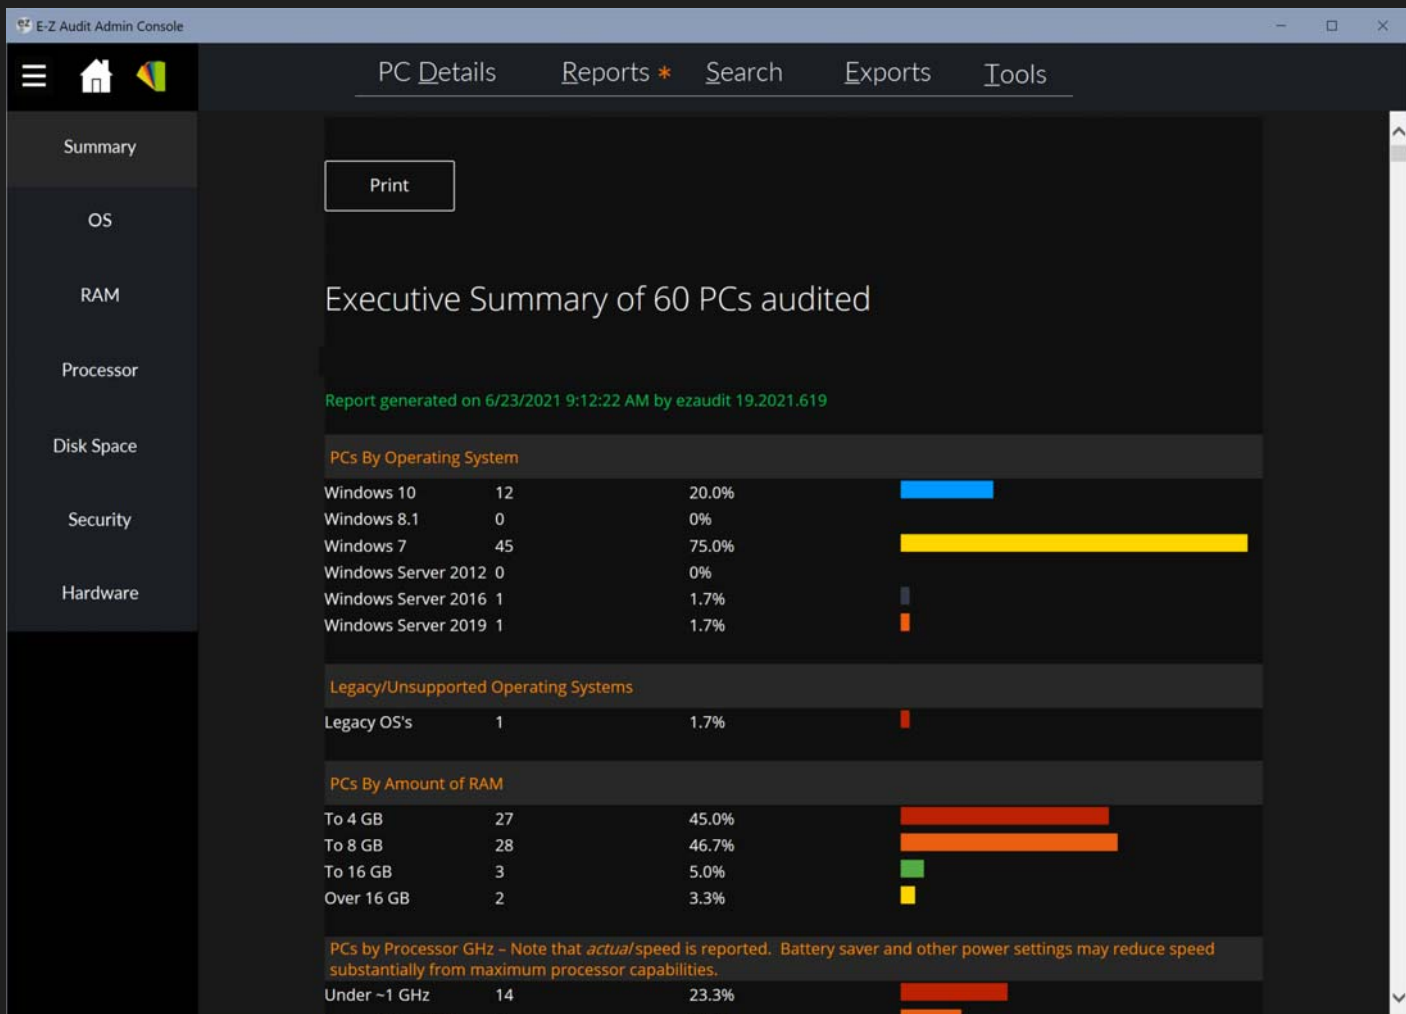 E-Z Audit Admin Console
PC Details Reports * Search Exports Tools
Summary
OS
RAM
Processor
Disk Space
Security
Hardware
Print
Executive Summary of 60 PCs audited
Report generated on 6/23/2021 9:12:22 AM by ezaudit 19.2021.619
PCs By Operating System
Windows 10 12 20.0%
Windows 8.1 0 0%
Windows 7 45 75.0%
Windows Server 2012 0 0%
Windows Server 2016 1 1.7%
Windows Server 2019 1 1.7%
Legacy/Unsupported Operating Systems
Legacy OS's 1 1.7%
PCs By Amount of RAM
To 4 GB 27 45.0%
To 8 GB 28 46.7%
To 16 GB 3 5.0%
Over 16 GB 2 3.3%
PCs by Processor GHz – Note that actual speed is reported. Battery saver and other power settings may reduce speed
substantially from maximum processor capabilities.
Under ~1 GHz 14 23.3%